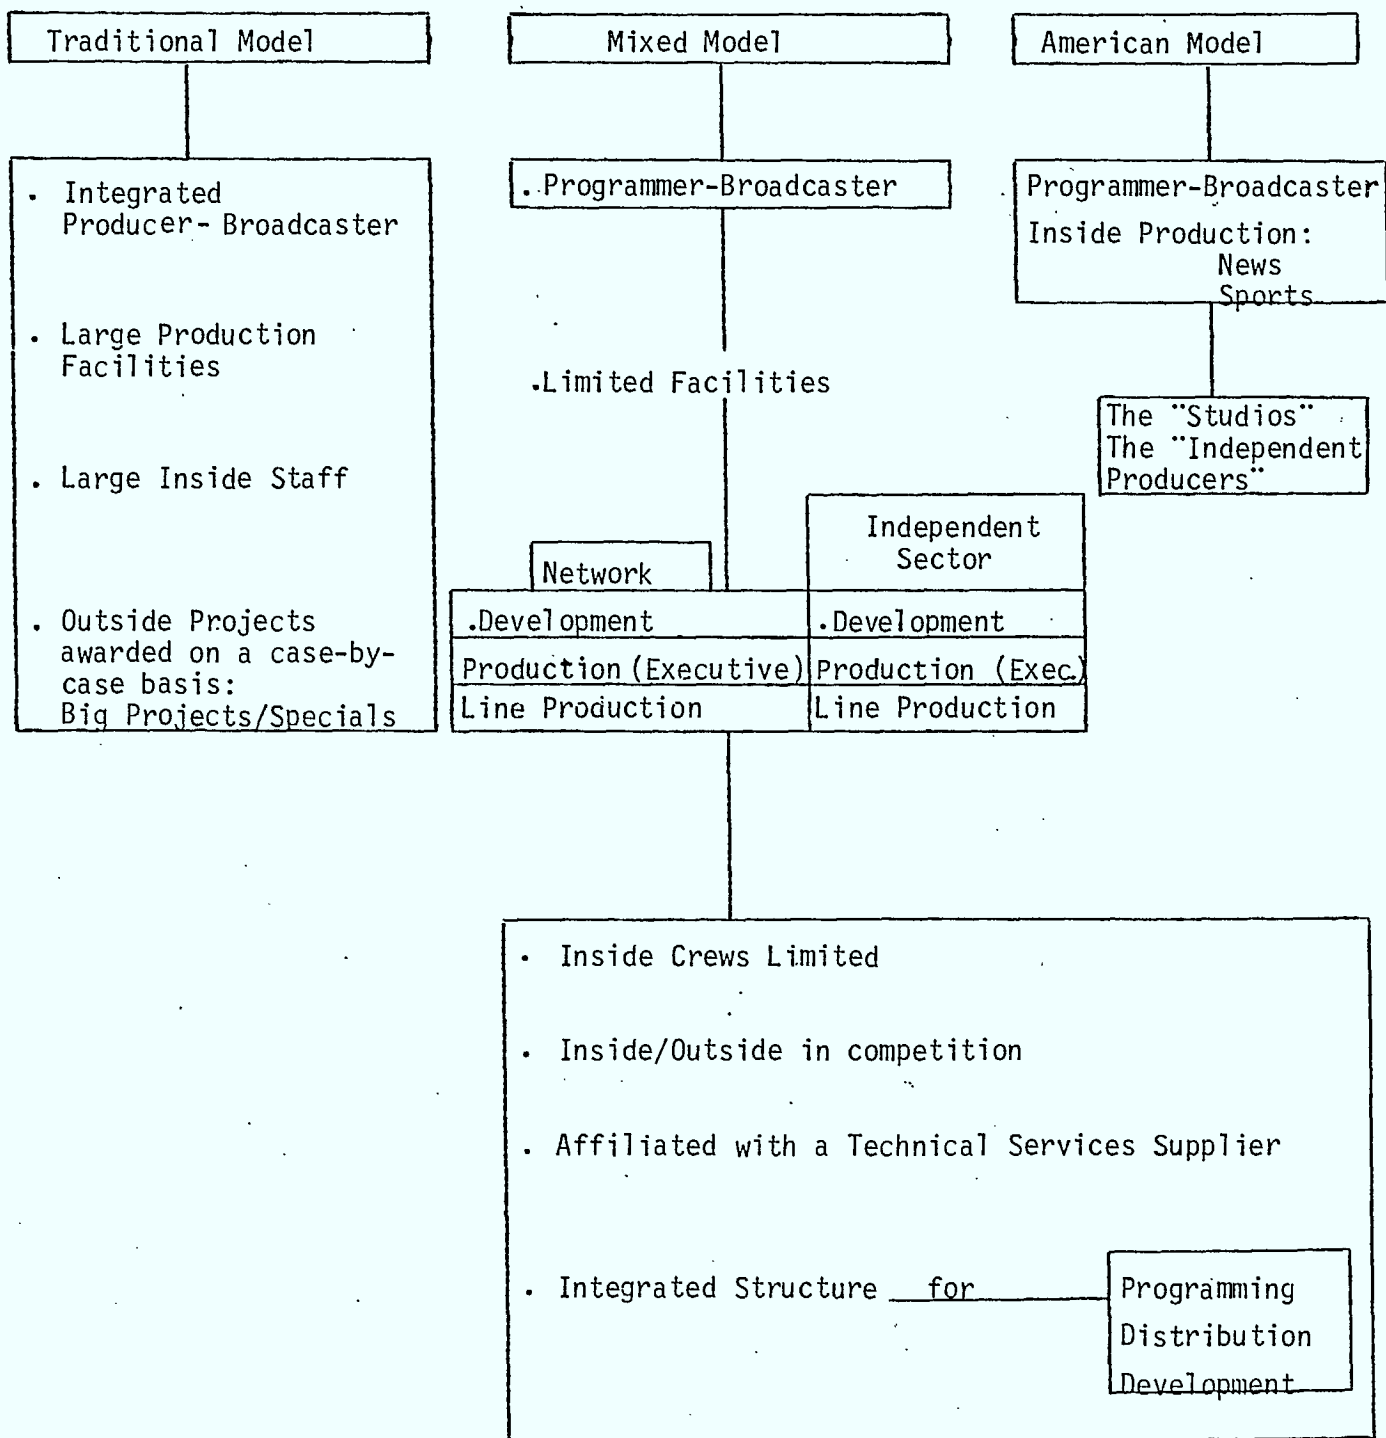 Traditional Model
. Integrated
Producer- Broadcaster
. Large Production
Facilities
. Large Inside Staff
. Outside Projects
awarded on a case-by-
case basis:
Big Projects/Specials
Mixed Model
. Programmer-Broadcaster
.Limited Facilities
Network
Independent
Sector
.Development
.Development
Production (Executive)
Production (Exec.)
Line Production
Line Production
. Inside Crews Limited
. Inside/Outside in competition
. Affiliated with a Technical Services Supplier
. Integrated Structure for
Programming
Distribution
Development
American Model
Programmer-Broadcaster
Inside Production:
News
Sports
The "Studios"
The "Independent
Producers"